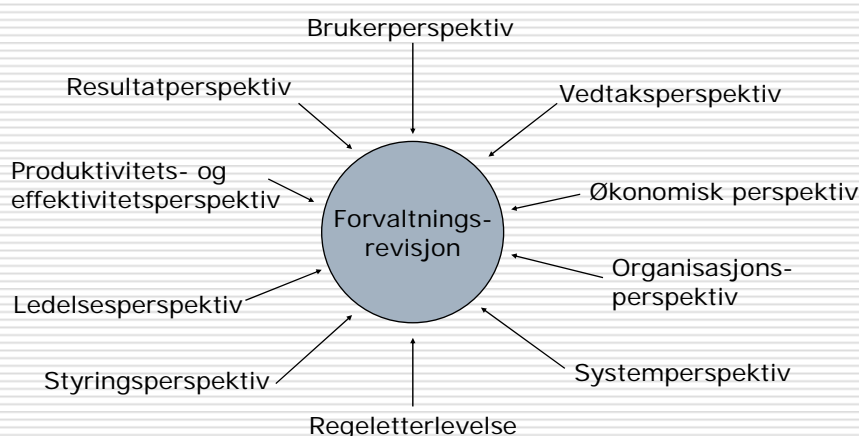 Brukerperspektiv
Resultatperspektiv
Vedtaksperspektiv
Produktivitets- og
effektivitetsperspektiv
Økonomisk perspektiv
Forvaltnings-
revisjon
Organisasjons-
perspektiv
Ledelsesperspektiv
Styringsperspektiv
Systemperspektiv
Regeletterlevelse